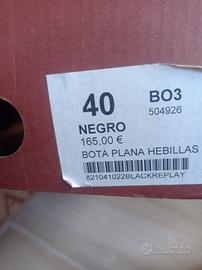 40
BO3
504926
NEGRO
165,00 €
BOTA PLANA HEBILLAS
821041022BLACKREPLAY
subito